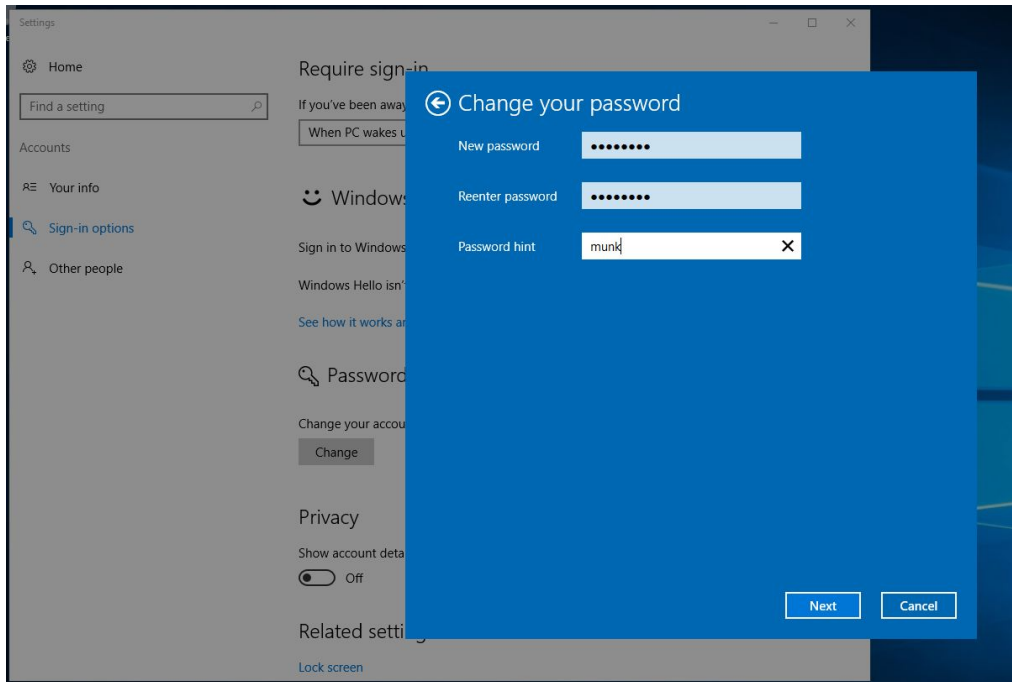 Settings
Home
Find a setting
Accounts
Your info
Sign-in options
Other people
Require sign-in
If you've been away
When PC wakes u
Windows
Sign in to Windows
Windows Hello isn'
See how it works a
Password
Change your accou
Change
Privacy
Show account deta
Off
Related setti
Lock screen
Change your password
New password ••••••••
Reenter password ••••••••
Password hint munk
Next Cancel